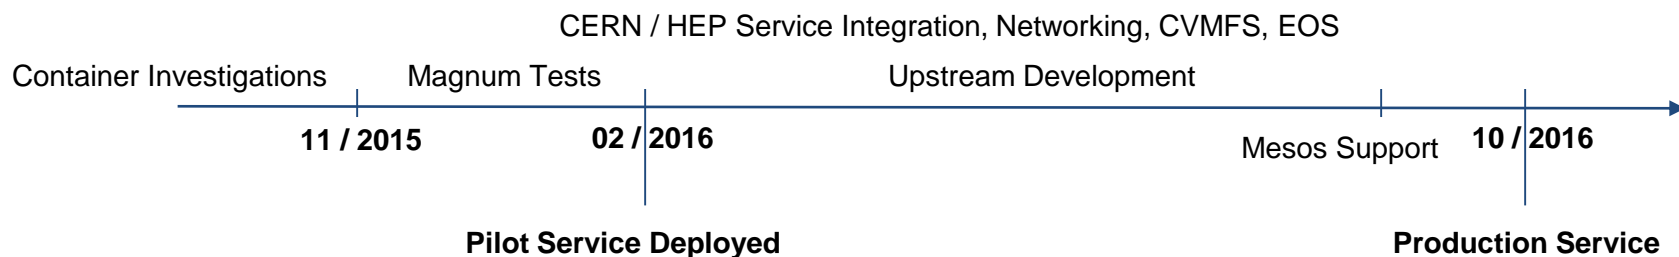 CERN / HEP Service Integration, Networking, CVMFS, EOS
Container Investigations
Magnum Tests
Upstream Development
11 / 2015
02 / 2016
Mesos Support
10 / 2016
Pilot Service Deployed
Production Service